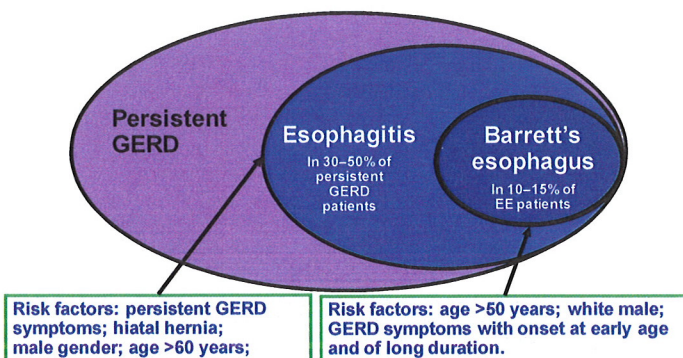 Persistent
GERD
Esophagitis
In 30–50% of
persistent
GERD
patients
Barrett's
esophagus
In 10–15% of
EE patients
Risk factors: persistent GERD
symptoms; hiatal hernia;
male gender; age >60 years;
Risk factors: age >50 years; white male;
GERD symptoms with onset at early age
and of long duration.